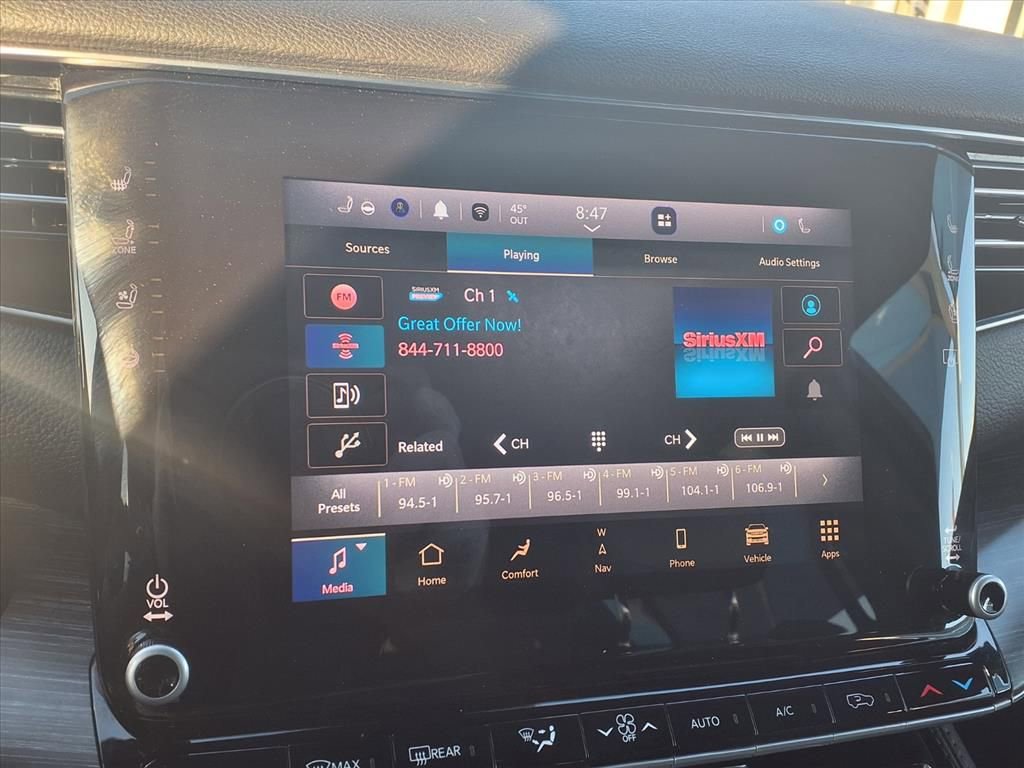 45°
OUT
8:47
Sources
Playing
Browse
Audio Settings
FM
SIRIUSXM
PREVIEW
Ch 1
Great Offer Now!
844-711-8800
SiriusXM
Related
CH
CH
All
Presets
1 - FM
94.5-1
2 - FM
95.7-1
3 - FM
96.5-1
4 - FM
99.1-1
5 - FM
104.1-1
6 - FM
106.9-1
Media
Home
Comfort
W
Nav
Phone
Vehicle
Apps
ZONE
VOL
TUNE/
SCROLL
MAX
REAR
OFF
AUTO
A/C